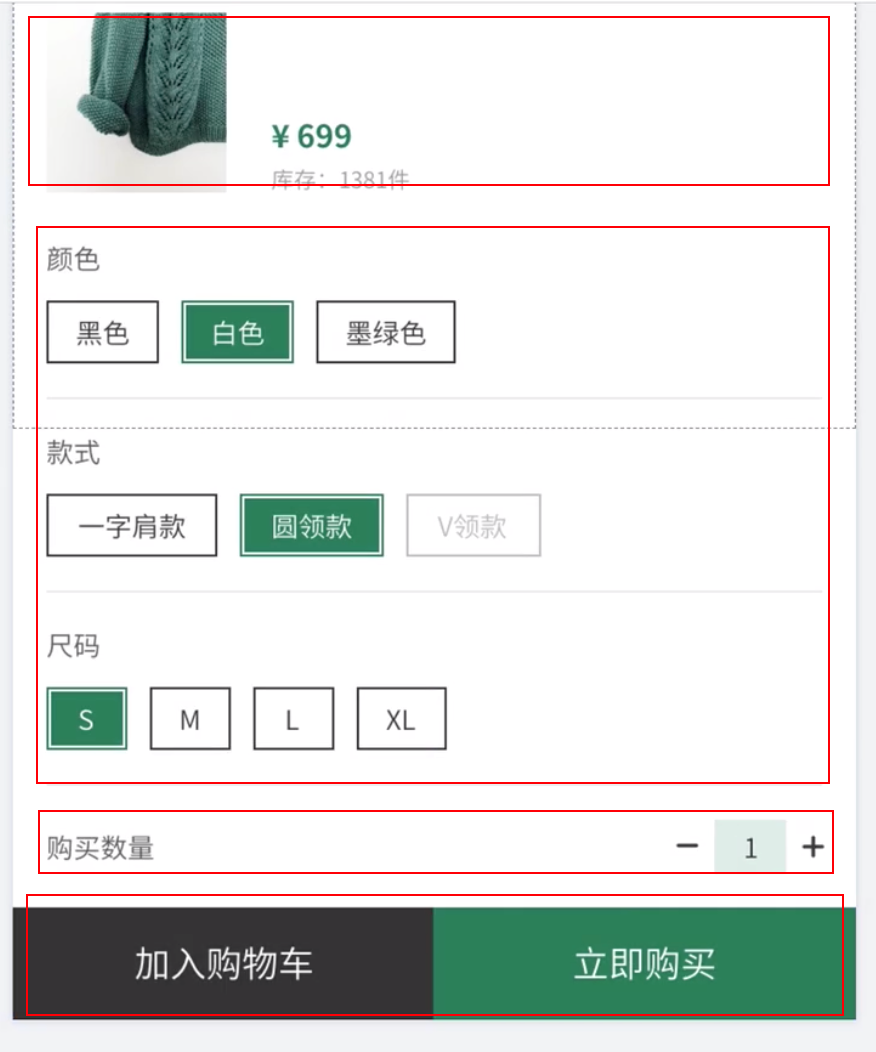 ¥ 699
库存：1381件
颜色
黑色 白色 墨绿色
款式
一字肩款 圆领款 V领款
尺码
S M L XL
购买数量 − 1 +
加入购物车 立即购买